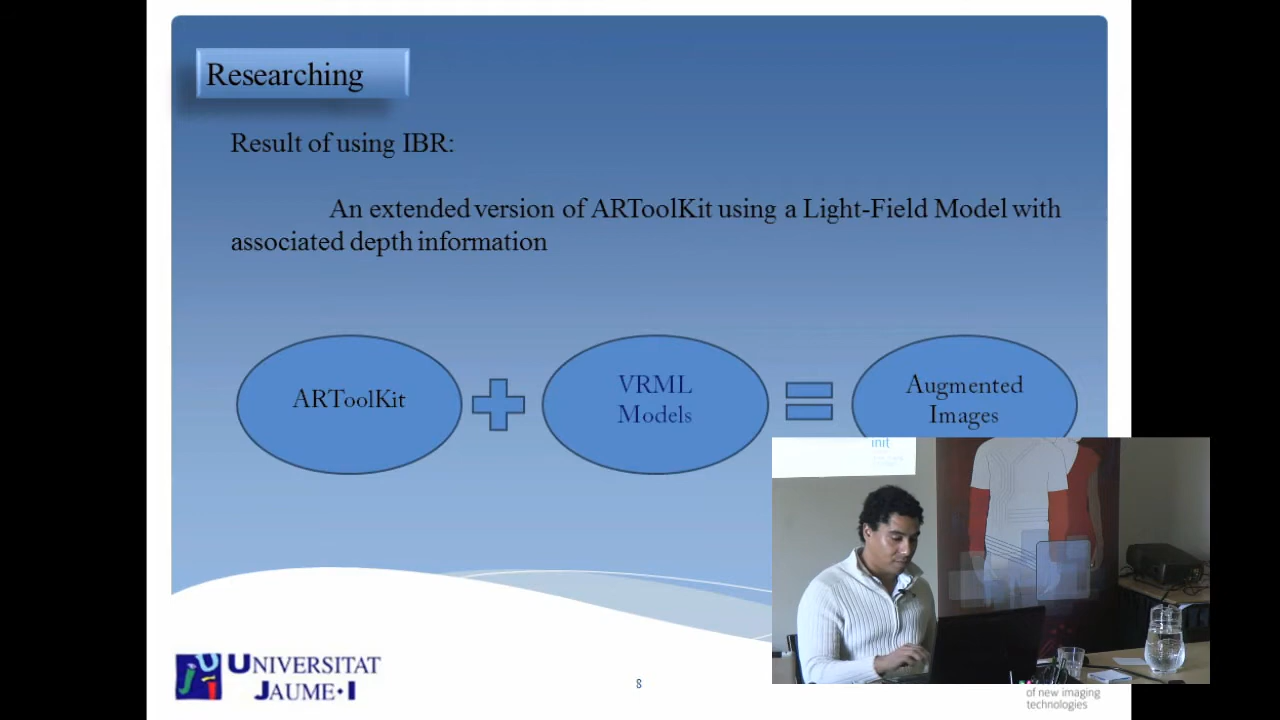 Researching
Result of using IBR:
An extended version of ARToolKit using a Light-Field Model with
associated depth information
ARToolKit
VRML
Models
Augmented
Images
init
UNIVERSITAT
JAUME•I
8
of new imaging
technologies